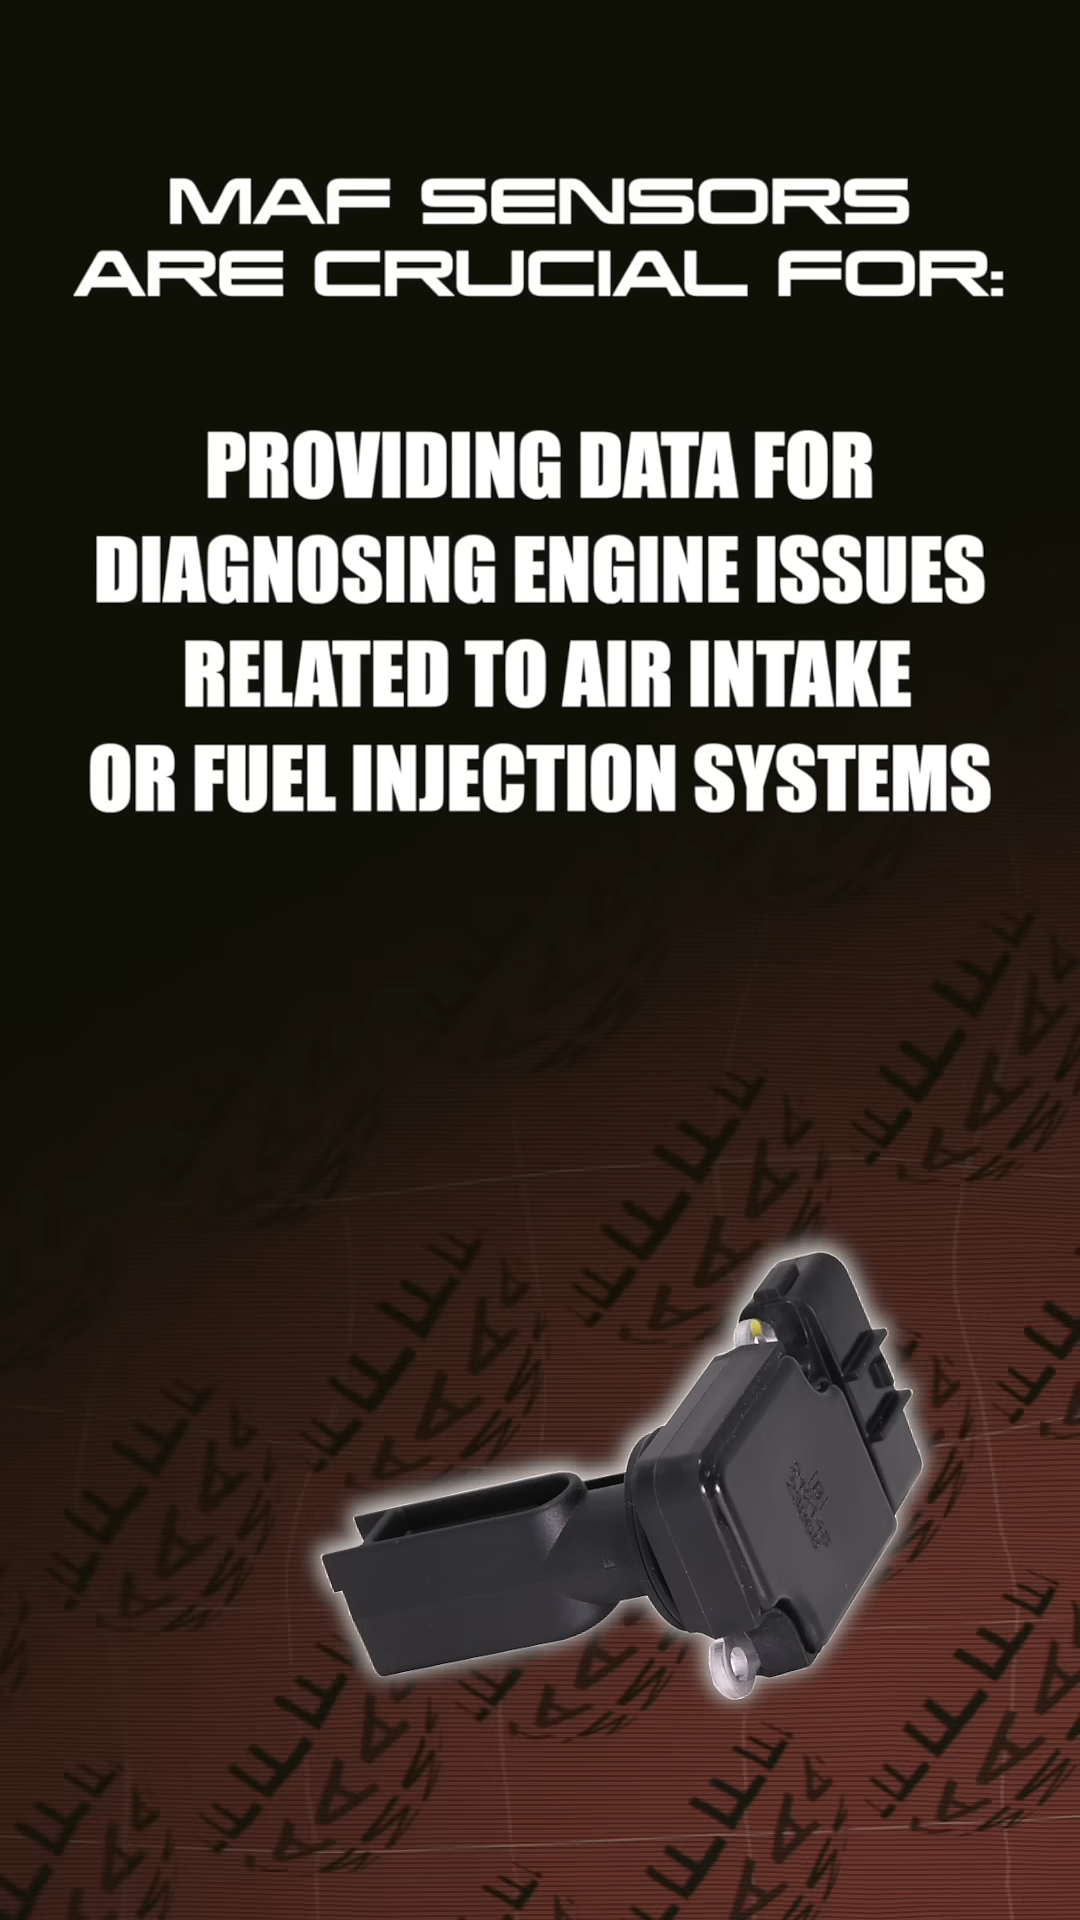 MAF SENSORS
ARE CRUCIAL FOR:
PROVIDING DATA FOR
DIAGNOSING ENGINE ISSUES
RELATED TO AIR INTAKE
OR FUEL INJECTION SYSTEMS